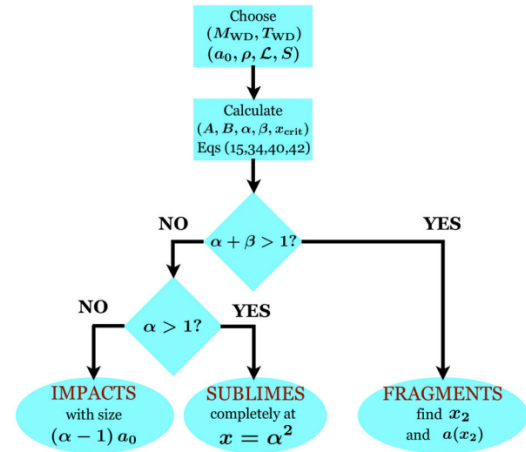 Choose
(M_WD, T_WD)
(a_0, ρ, 𝓛, S)
Calculate
(A, B, α, β, x_crit)
Eqs (15,34,40,42)
NO
YES
α + β > 1?
NO
α > 1?
YES
IMPACTS
with size
(α − 1) a_0
SUBLIMES
completely at
x = α²
FRAGMENTS
find x_2
and a(x_2)